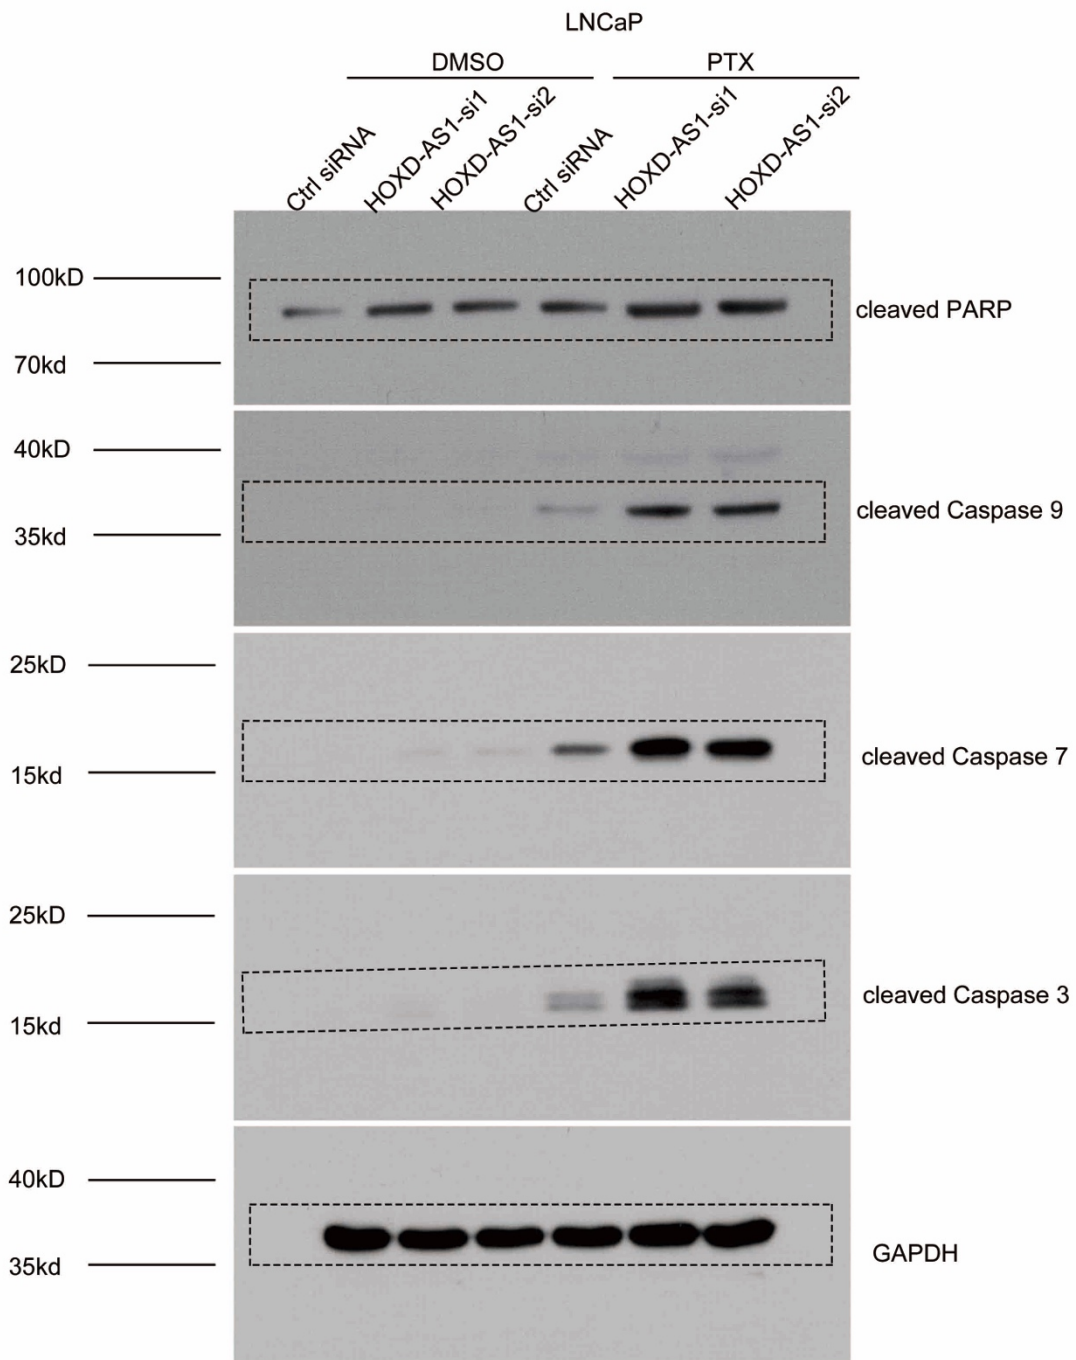 LNCaP
DMSO PTX
Ctrl siRNA HOXD-AS1-si1 HOXD-AS1-si2 Ctrl siRNA HOXD-AS1-si1 HOXD-AS1-si2
100kD
cleaved PARP
70kd
40kD
cleaved Caspase 9
35kd
25kD
cleaved Caspase 7
15kd
25kD
cleaved Caspase 3
15kd
40kD
GAPDH
35kd